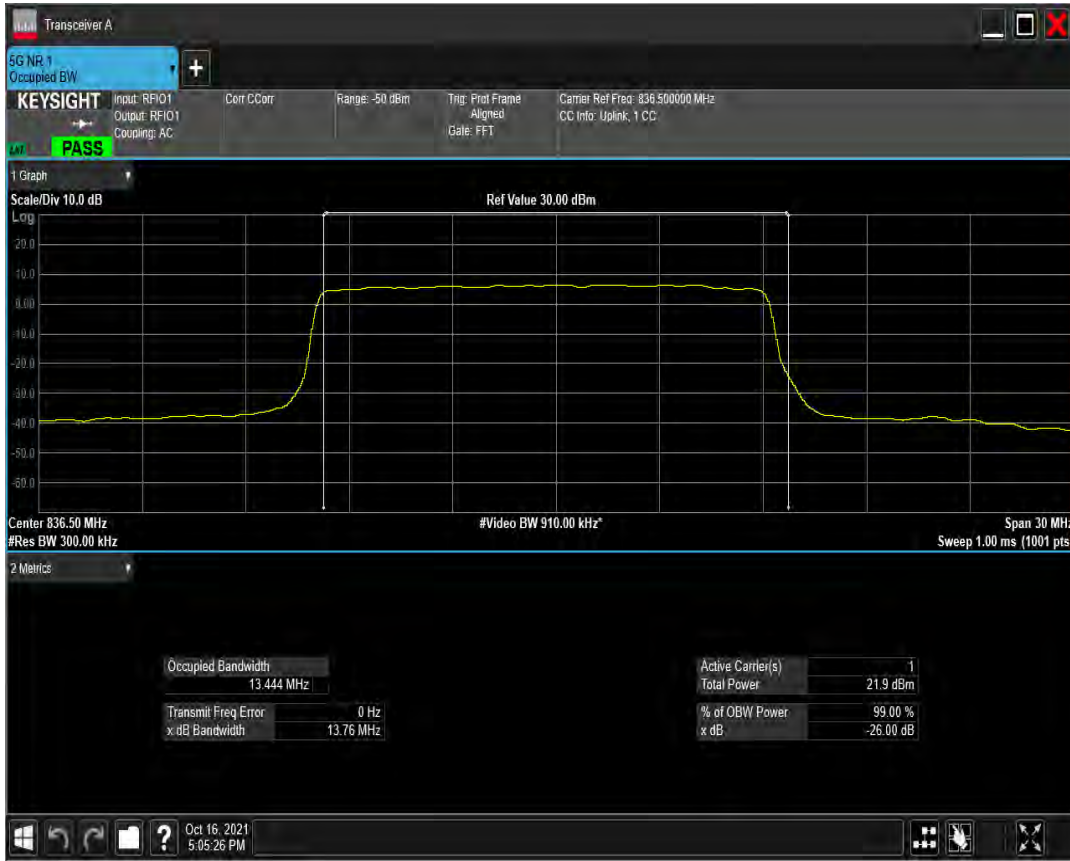 Transceiver A
5G NR 1
Occupied BW
+
KEYSIGHT
Input: RFIO1
Output: RFIO1
Coupling: AC
Corr CCorr
Range: -50 dBm
Trig: Prot Frame
Aligned
Gate: FFT
Carrier Ref Freq: 836.500000 MHz
CC Info: Uplink, 1 CC
PASS
1 Graph
Scale/Div 10.0 dB
Ref Value 30.00 dBm
Log
20.0
10.0
0.00
-10.0
-20.0
-30.0
-40.0
-50.0
-60.0
Center 836.50 MHz
#Video BW 910.00 kHz*
Span 30 MHz
#Res BW 300.00 kHz
Sweep 1.00 ms (1001 pts
2 Metrics
Occupied Bandwidth
13.444 MHz
Transmit Freq Error 0 Hz
x dB Bandwidth 13.76 MHz
Active Carrier(s) 1
Total Power 21.9 dBm
% of OBW Power 99.00 %
x dB -26.00 dB
?
Oct 16, 2021
5:05:26 PM